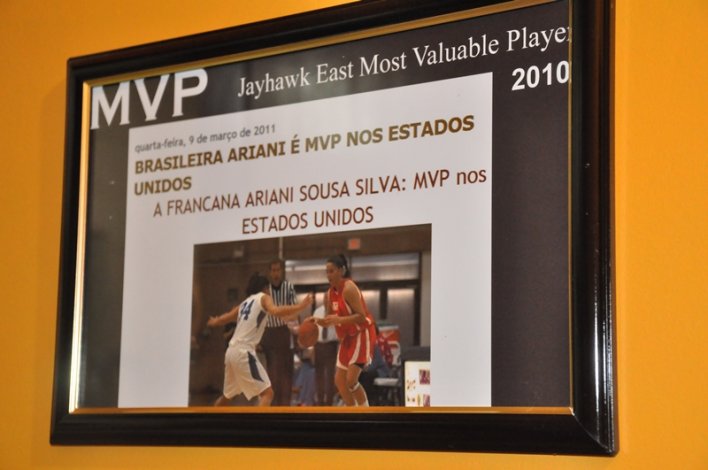 MVP
Jayhawk East Most Valuable Player
2010
quarta-feira, 9 de março de 2011
BRASILEIRA ARIANI É MVP NOS ESTADOS
UNIDOS
A FRANCANA ARIANI SOUSA SILVA: MVP nos
ESTADOS UNIDOS